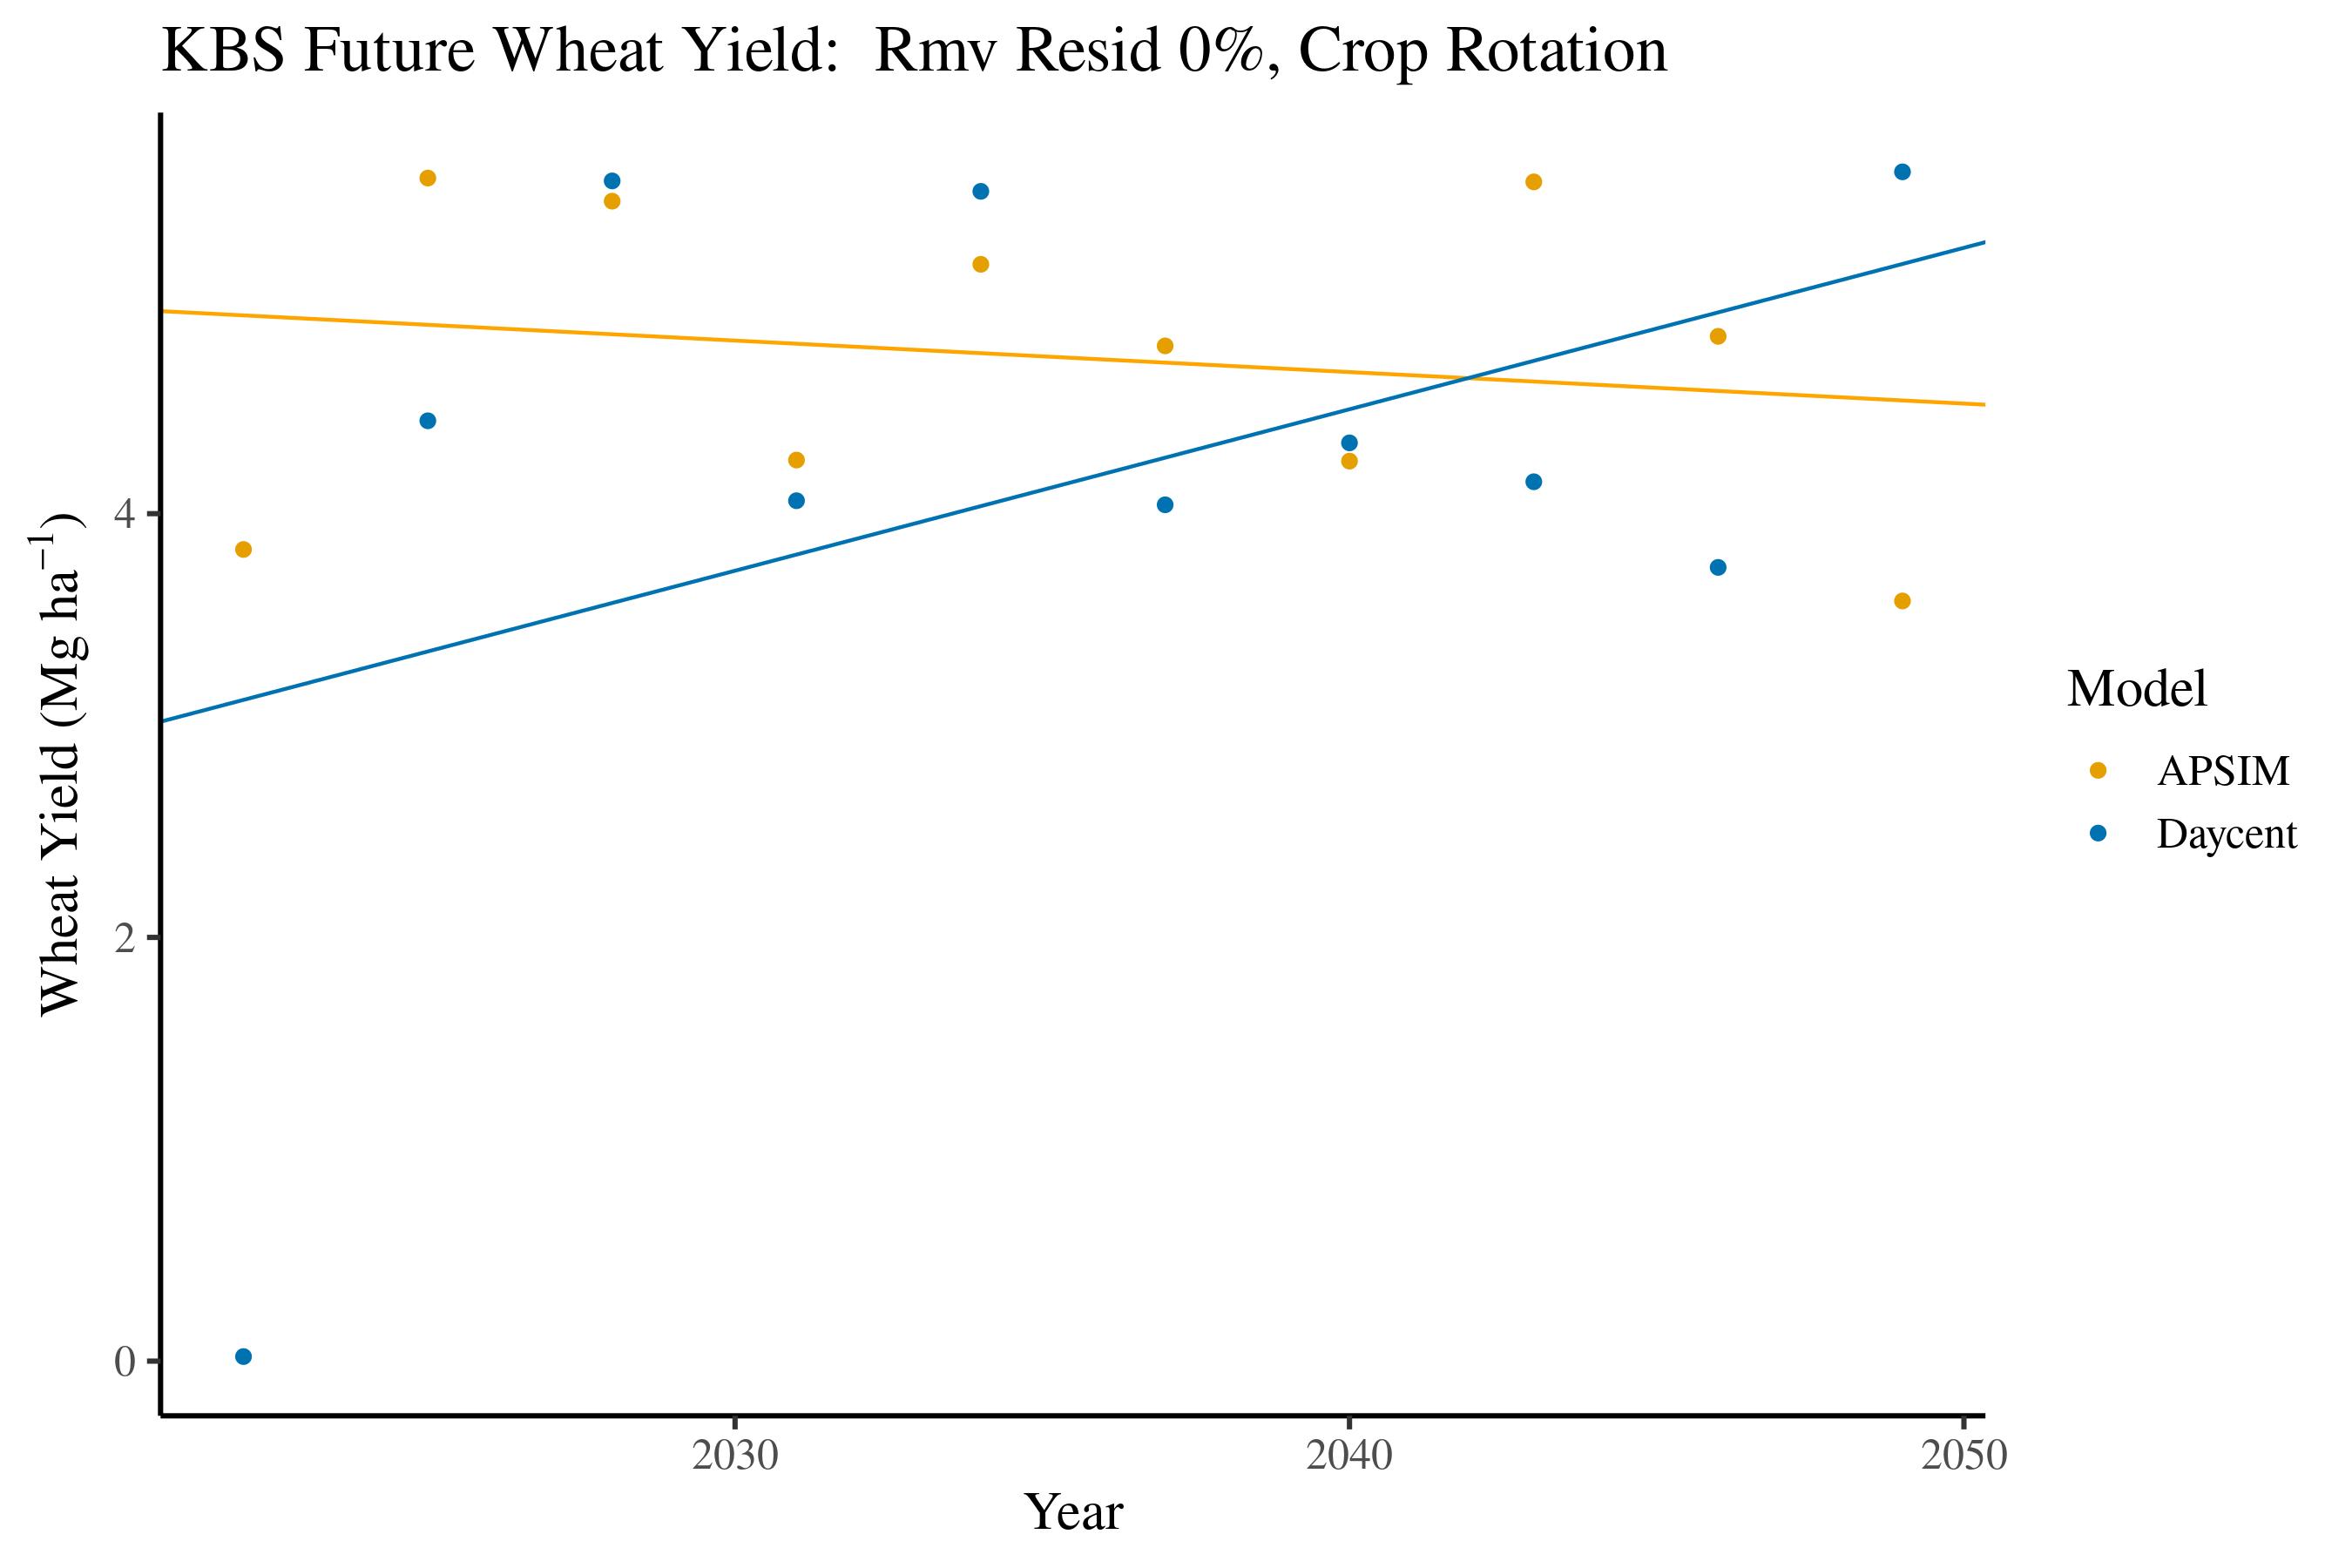 KBS Future Wheat Yield:  Rmv Resid 0%, Crop Rotation
Wheat Yield (Mg ha⁻¹)
4
2
0
2030
2040
2050
Year
Model
APSIM
Daycent